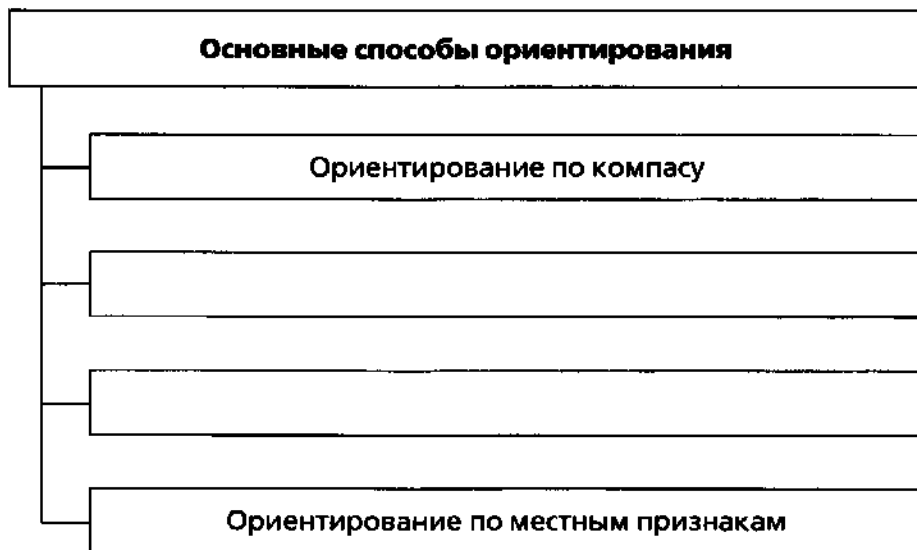 Основные способы ориентирования
Ориентирование по компасу
Ориентирование по местным признакам